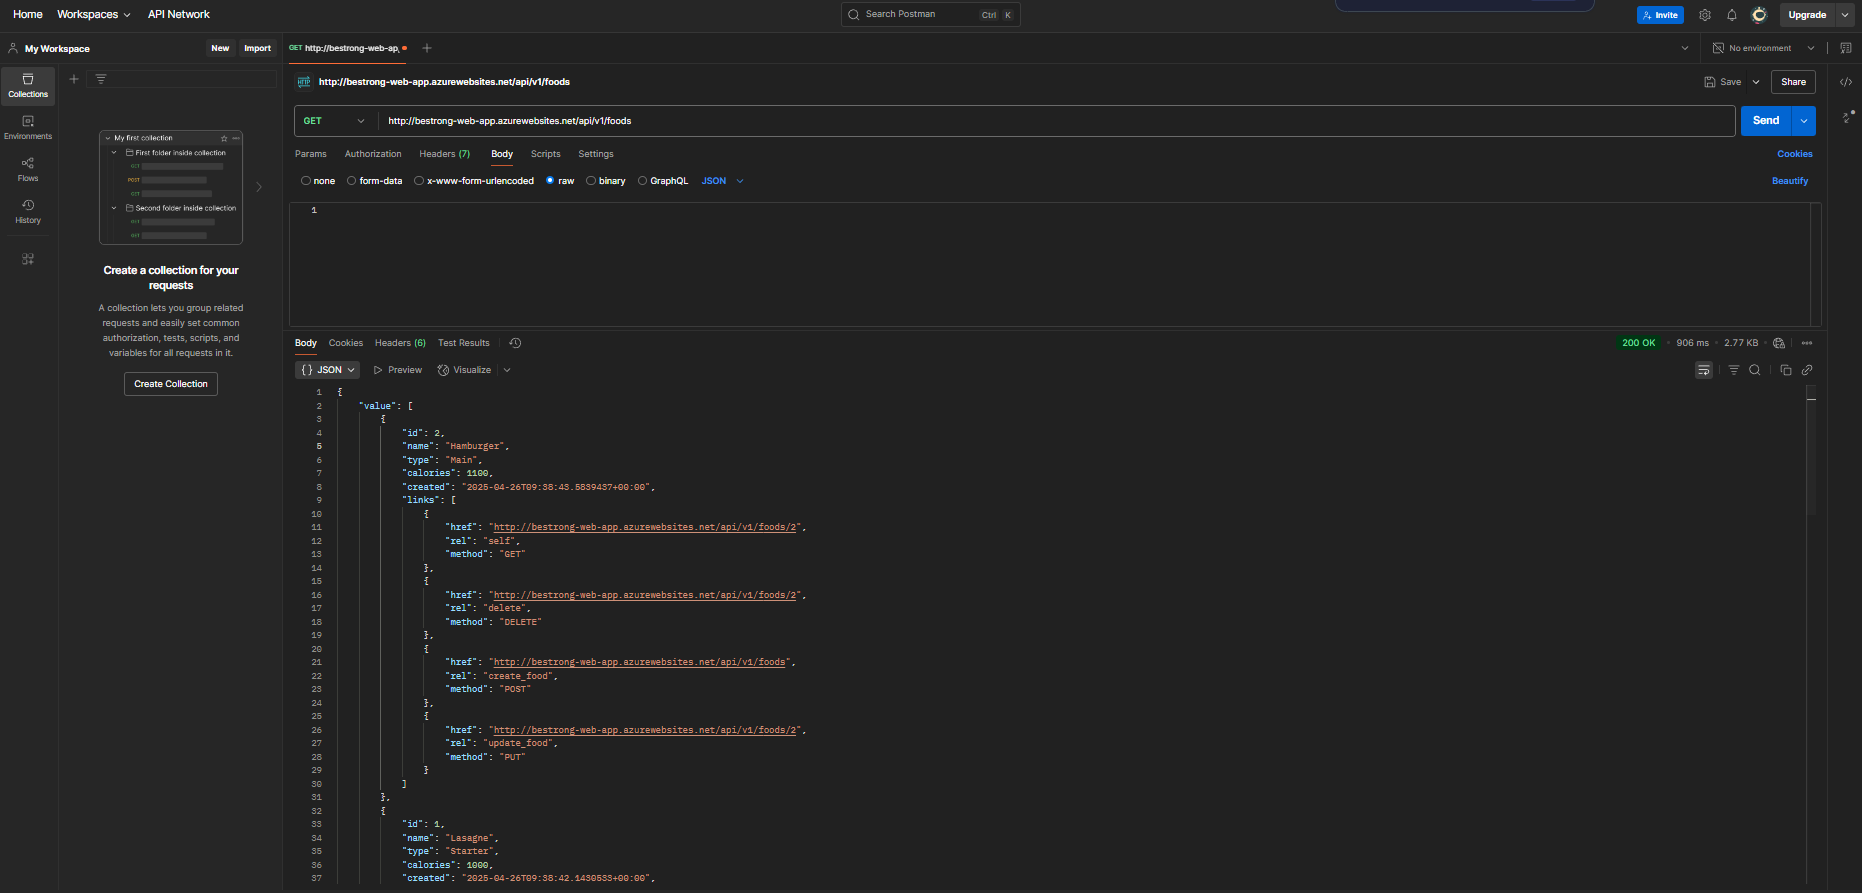 Home Workspaces API Network Search Postman Ctrl K Invite Upgrade
My Workspace New Import GET http://bestrong-web-ap. No environment
Collections
Environments
Flows
History
My first collection
First folder inside collection
GET
POST
GET
Second folder inside collection
GET
GET
Create a collection for your
requests
A collection lets you group related
requests and easily set common
authorization, tests, scripts, and
variables for all requests in it.
Create Collection
HTTP http://bestrong-web-app.azurewebsites.net/api/v1/foods Save Share
GET http://bestrong-web-app.azurewebsites.net/api/v1/foods Send
Params Authorization Headers (7) Body Scripts Settings Cookies
none form-data x-www-form-urlencoded raw binary GraphQL JSON Beautify
1
Body Cookies Headers (6) Test Results 200 OK 906 ms 2.77 KB
{} JSON Preview Visualize
1 {
2 "value": [
3 {
4 "id": 2,
5 "name": "Hamburger",
6 "type": "Main",
7 "calories": 1100,
8 "created": "2025-04-26T09:38:43.5839437+00:00",
9 "links": [
10 {
11 "href": "http://bestrong-web-app.azurewebsites.net/api/v1/foods/2",
12 "rel": "self",
13 "method": "GET"
14 },
15 {
16 "href": "http://bestrong-web-app.azurewebsites.net/api/v1/foods/2",
17 "rel": "delete",
18 "method": "DELETE"
19 },
20 {
21 "href": "http://bestrong-web-app.azurewebsites.net/api/v1/foods",
22 "rel": "create_food",
23 "method": "POST"
24 },
25 {
26 "href": "http://bestrong-web-app.azurewebsites.net/api/v1/foods/2",
27 "rel": "update_food",
28 "method": "PUT"
29 }
30 ]
31 },
32 {
33 "id": 1,
34 "name": "Lasagne",
35 "type": "Starter",
36 "calories": 1000,
37 "created": "2025-04-26T09:38:42.1430533+00:00",